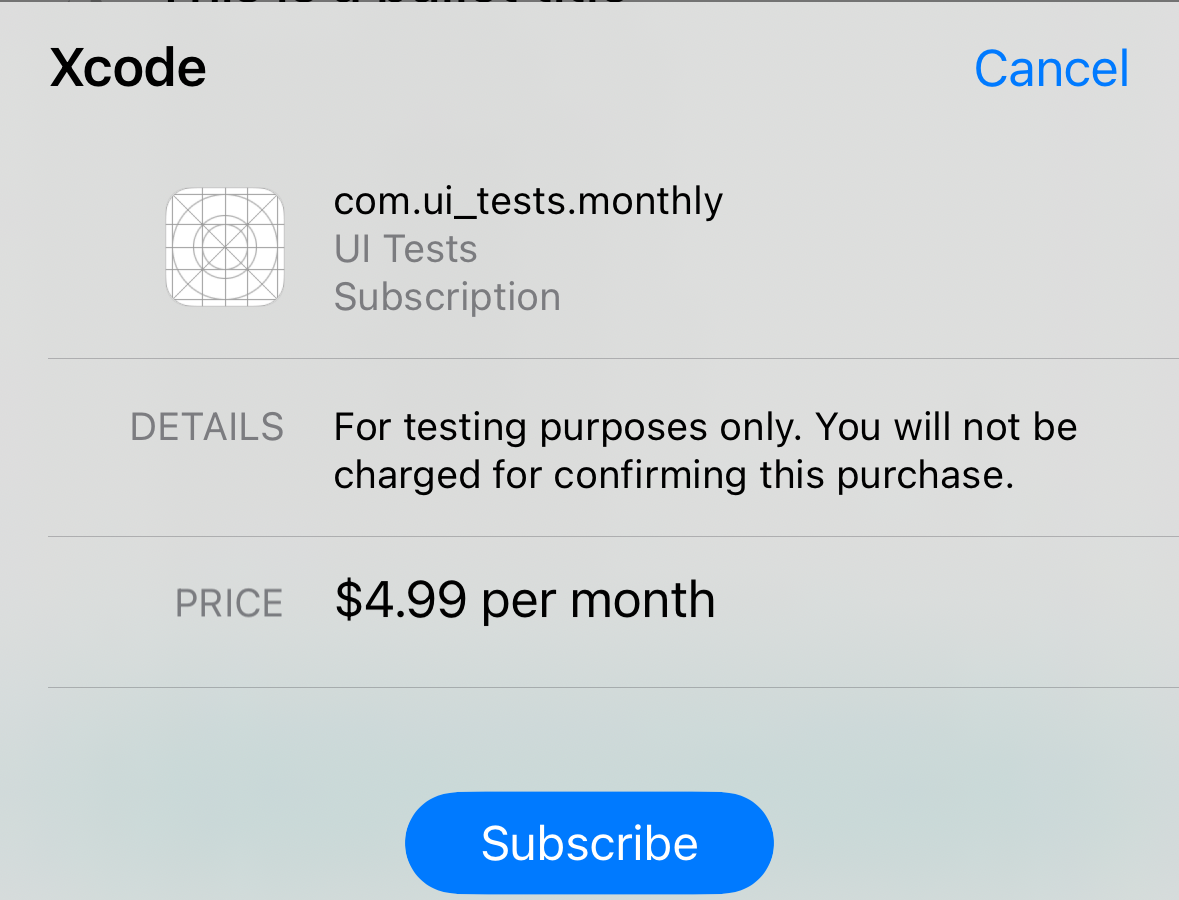 Xcode
Cancel
com.ui_tests.monthly
UI Tests
Subscription
DETAILS
For testing purposes only. You will not be
charged for confirming this purchase.
PRICE
$4.99 per month
Subscribe